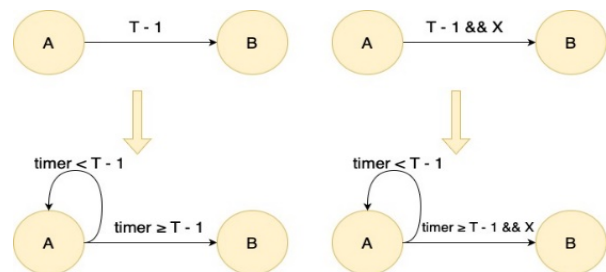 T - 1
A
B
T - 1 && X
A
B
timer < T - 1
timer ≥ T - 1
A
B
timer < T - 1
timer ≥ T - 1 && X
A
B